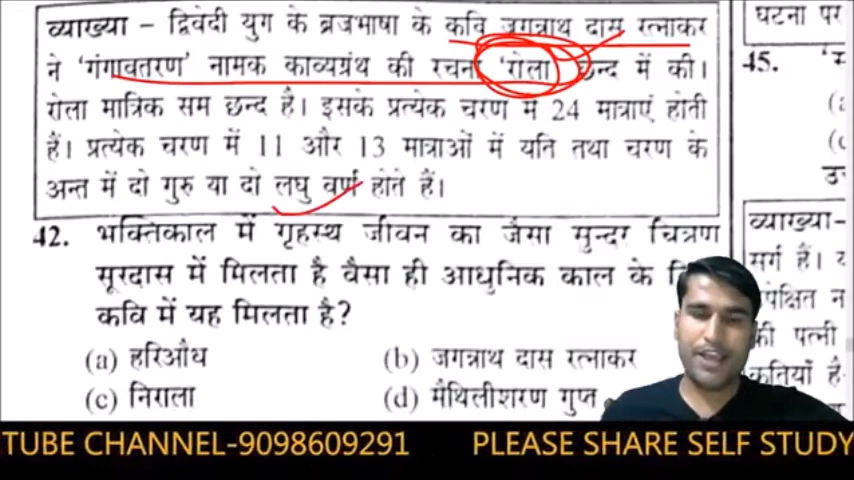 व्याख्या – द्विवेदी युग के ब्रजभाषा के कवि जगन्नाथ दास रत्नाकर
ने 'गंगावतरण' नामक काव्यग्रंथ की रचना 'रोला' छन्द में की।
रोला मात्रिक सम छन्द है। इसके प्रत्येक चरण में 24 मात्राएं होती
हैं। प्रत्येक चरण में 11 और 13 मात्राओं में यति तथा चरण के
अन्त में दो गुरु या दो लघु वर्ण होते हैं।
42. भक्तिकाल में गृहस्थ जीवन का जैसा सुन्दर चित्रण
सूरदास में मिलता है वैसा ही आधुनिक काल के
कवि में यह मिलता है?
(a) हरिऔध (b) जगन्नाथ दास रत्नाकर
(c) निराला (d) मैथिलीशरण गुप्त
घटना पर
45.
व्याख्या–
सर्ग हैं।
की पत्नी
TUBE CHANNEL-9098609291 PLEASE SHARE SELF STUDY